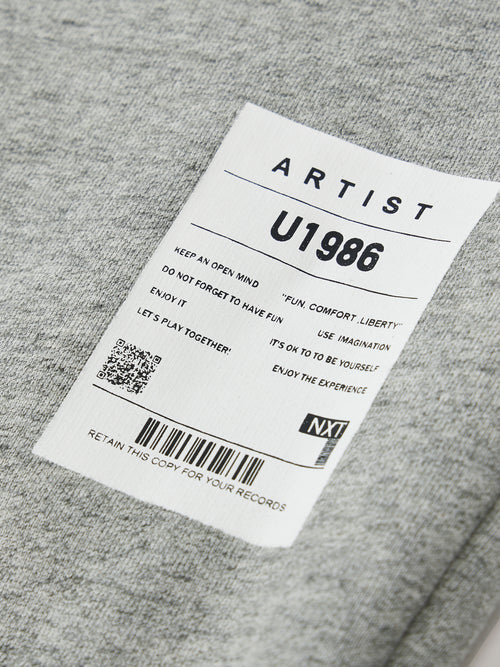 ARTIST
U1986
KEEP AN OPEN MIND
DO NOT FORGET TO HAVE FUN
ENJOY IT
LET'S PLAY TOGETHER!
"FUN, COMFORT .LIBERTY"
USE IMAGINATION
IT'S OK TO TO BE YOURSELF
ENJOY THE EXPERIENCE
NXT
RETAIN THIS COPY FOR YOUR RECORDS